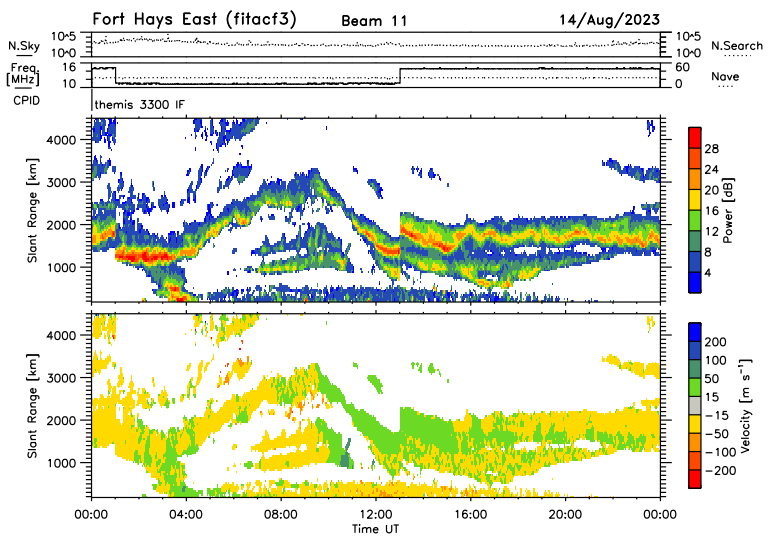 Fort Hays East (fitacf3) Beam 11 14/Aug/2023
N.Sky 10^5 10^0 10^5 10^0 N.Search
Freq. [MHz] 16 10 60 0 Nave
CPID themis 3300 IF
4000
3000
2000
1000
Slant Range [km]
28
24
20
16
12
8
4
Power [dB]
4000
3000
2000
1000
Slant Range [km]
200
100
50
15
-15
-50
-100
-200
Velocity [m s^-1]
00:00 04:00 08:00 12:00 16:00 20:00 00:00
Time UT